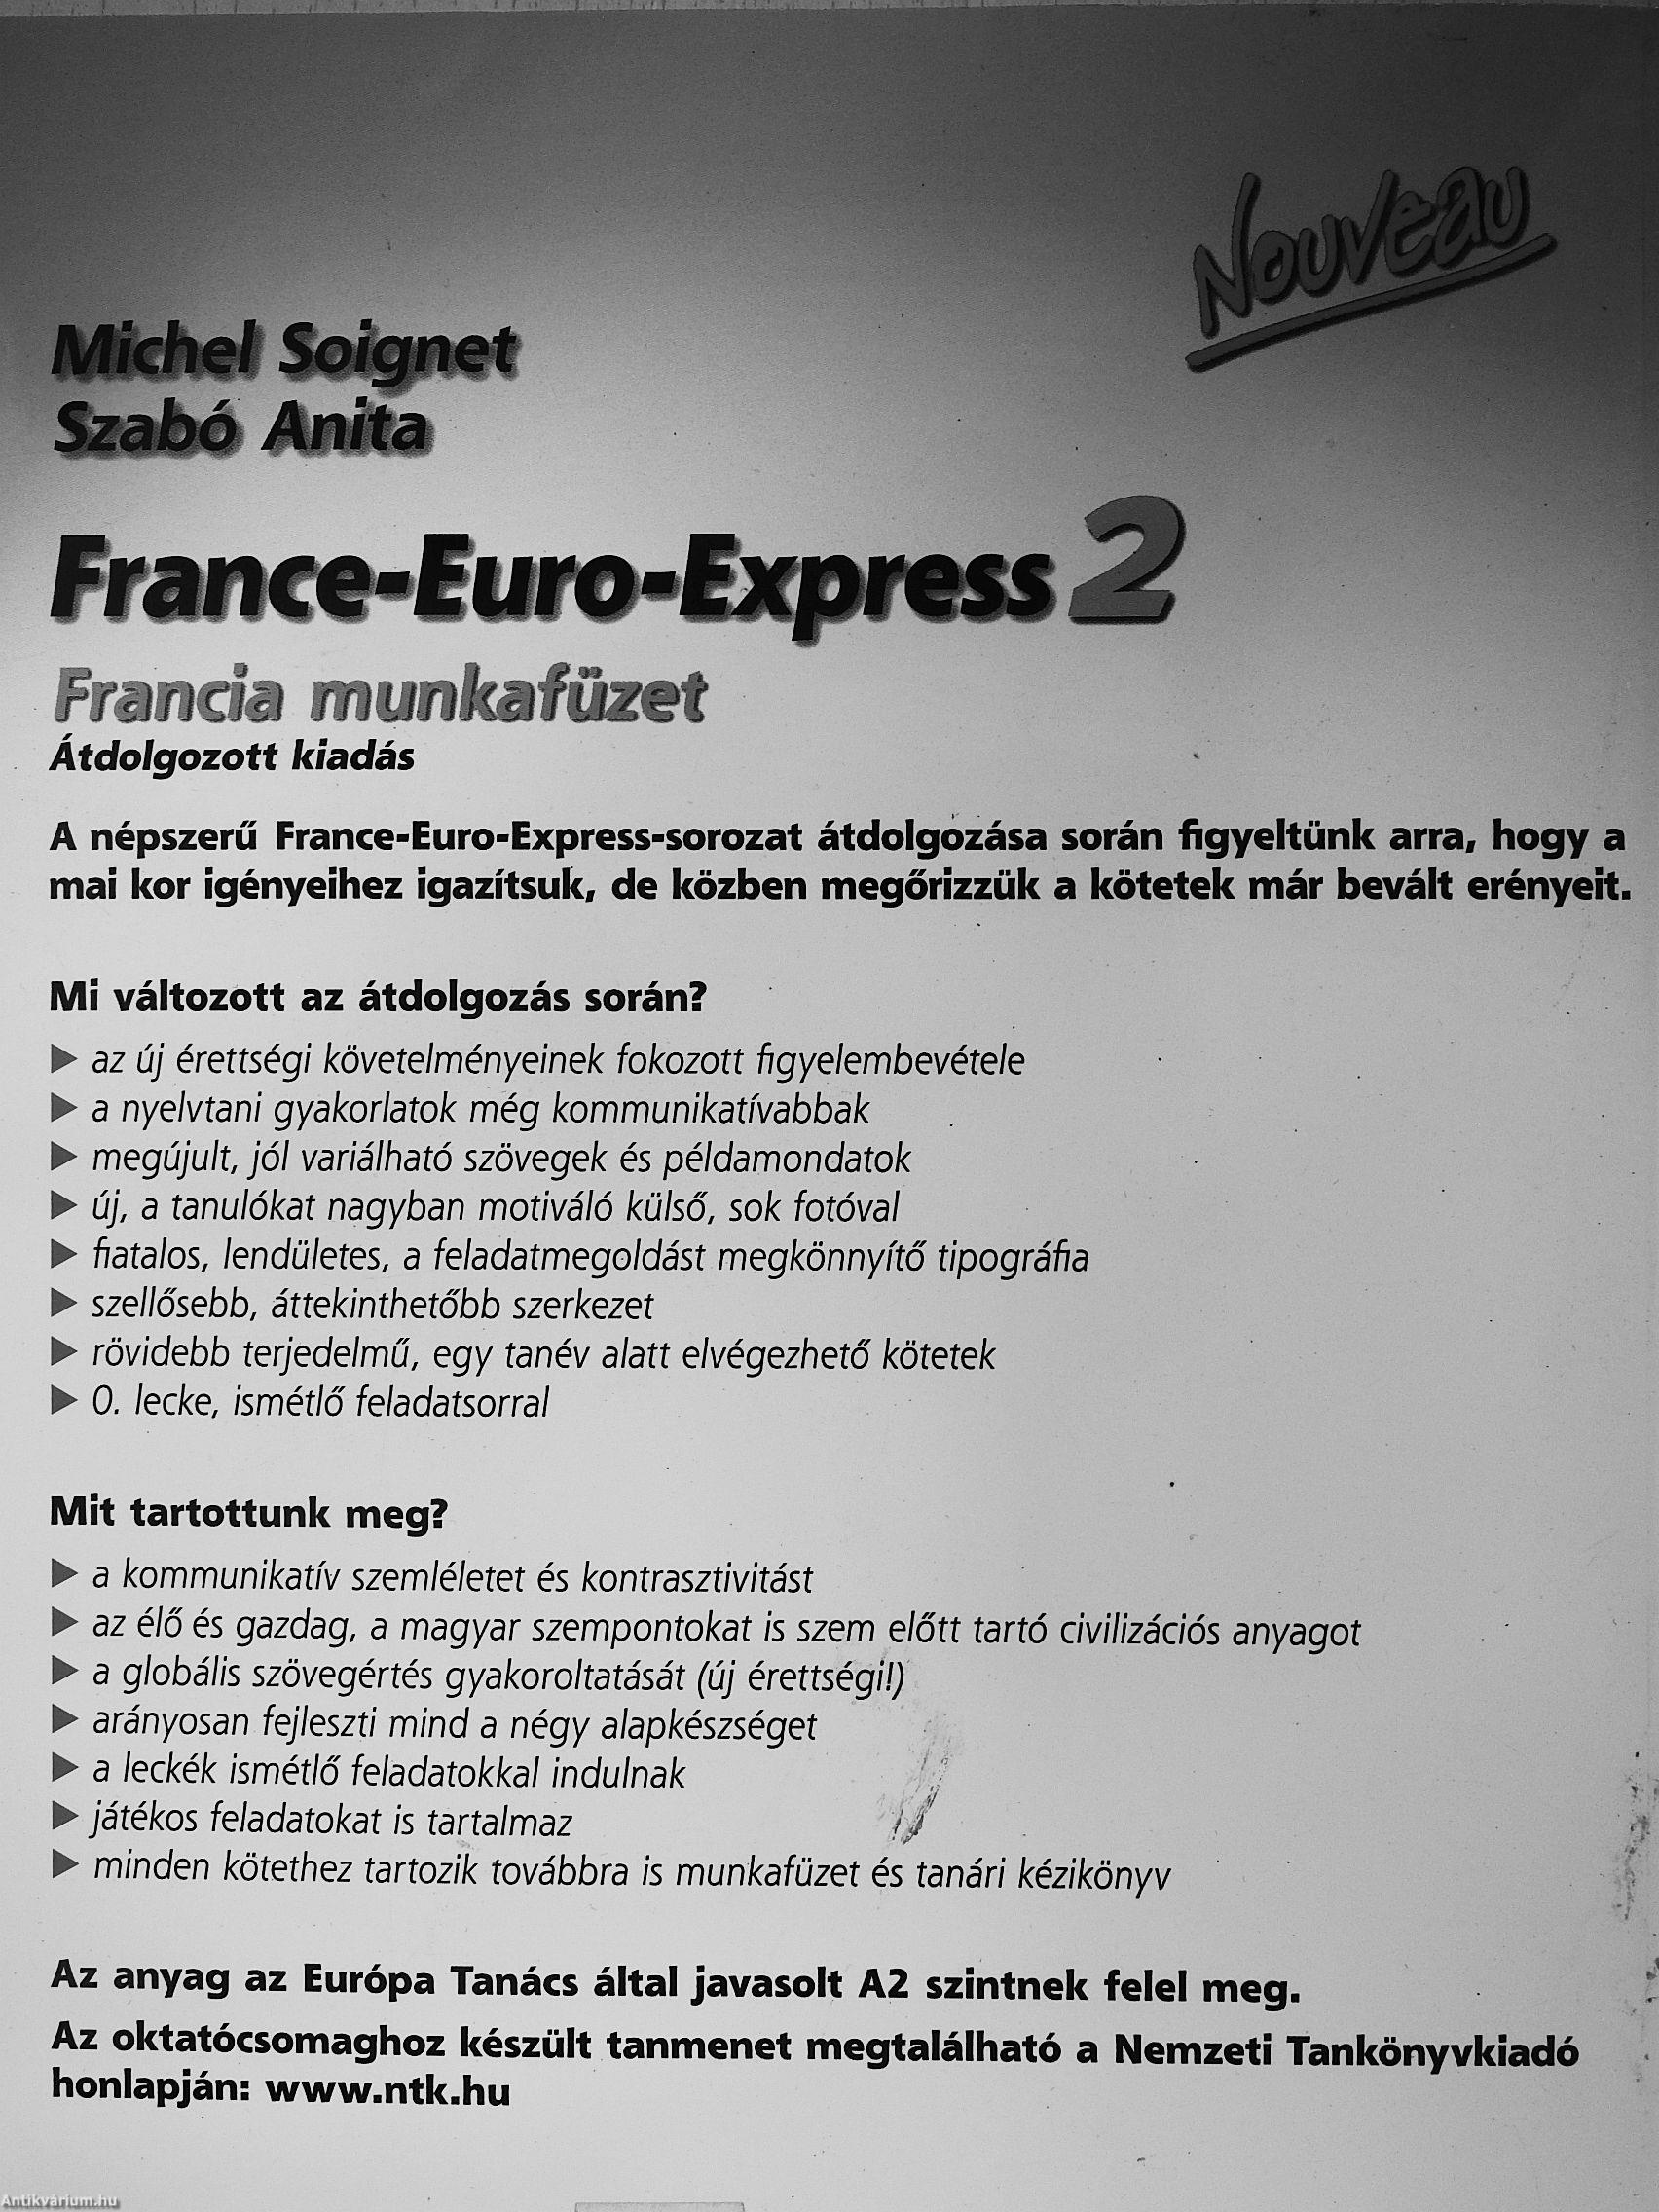 Nouveau
Michel Soignet
Szabó Anita
France-Euro-Express 2
Francia munkafüzet
Átdolgozott kiadás
A népszerű France-Euro-Express-sorozat átdolgozása során figyeltünk arra, hogy a
mai kor igényeihez igazítsuk, de közben megőrizzük a kötetek már bevált erényeit.
Mi változott az átdolgozás során?
▶ az új érettségi követelményeinek fokozott figyelembevétele
▶ a nyelvtani gyakorlatok még kommunikatívabbak
▶ megújult, jól variálható szövegek és példamondatok
▶ új, a tanulókat nagyban motiváló külső, sok fotóval
▶ fiatalos, lendületes, a feladatmegoldást megkönnyítő tipográfia
▶ szellősebb, áttekinthetőbb szerkezet
▶ rövidebb terjedelmű, egy tanév alatt elvégezhető kötetek
▶ 0. lecke, ismétlő feladatsorral
Mit tartottunk meg?
▶ a kommunikatív szemléletet és kontrasztivitást
▶ az élő és gazdag, a magyar szempontokat is szem előtt tartó civilizációs anyagot
▶ a globális szövegértés gyakoroltatását (új érettségi!)
▶ arányosan fejleszti mind a négy alapkészséget
▶ a leckék ismétlő feladatokkal indulnak
▶ játékos feladatokat is tartalmaz
▶ minden kötethez tartozik továbbra is munkafüzet és tanári kézikönyv
Az anyag az Európa Tanács által javasolt A2 szintnek felel meg.
Az oktatócsomaghoz készült tanmenet megtalálható a Nemzeti Tankönyvkiadó
honlapján: www.ntk.hu
Antikvárium.hu